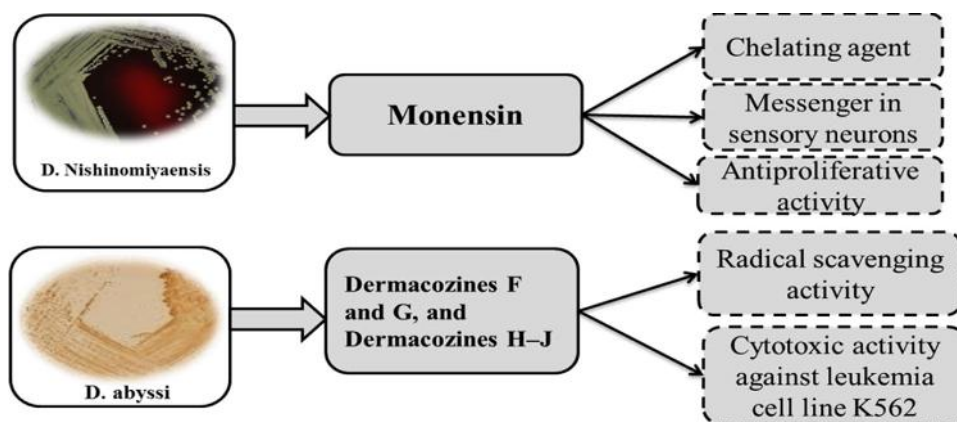 D. Nishinomiyaensis
Monensin
Chelating agent
Messenger in
sensory neurons
Antiproliferative
activity
D. abyssi
Dermacozines F
and G, and
Dermacozines H–J
Radical scavenging
activity
Cytotoxic activity
against leukemia
cell line K562